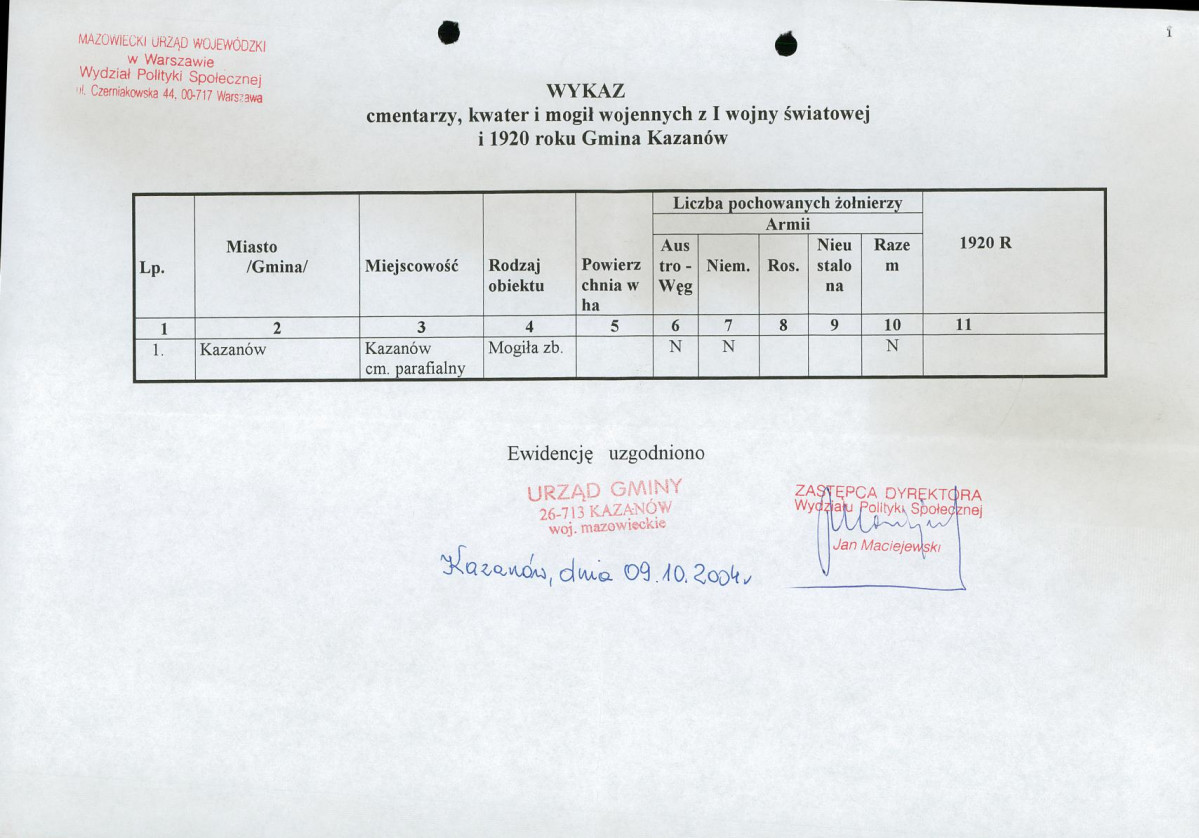 1
MAZOWIECKI URZĄD WOJEWÓDZKI
w Warszawie
Wydział Polityki Społecznej
ul. Czerniakowska 44, 00-717 Warszawa
WYKAZ
cmentarzy, kwater i mogił wojennych z I wojny światowej
i 1920 roku Gmina Kazanów
Liczba pochowanych żołnierzy
Armii
Lp.
Miasto
/Gmina/
Miejscowość
Rodzaj
obiektu
Powierz
chnia w
ha
Aus
tro -
Węg
Niem.
Ros.
Nieu
stalo
na
Raze
m
1920 R
1 2 3 4 5 6 7 8 9 10 11
1. Kazanów Kazanów Mogiła zb. N N N
cm. parafialny
Ewidencję uzgodniono
URZĄD GMINY
26-713 KAZANÓW
woj. mazowieckie
ZASTĘPCA DYREKTORA
Wydziału Polityki Społecznej
Jan Maciejewski
Kazanów, dnia 09.10.2004r